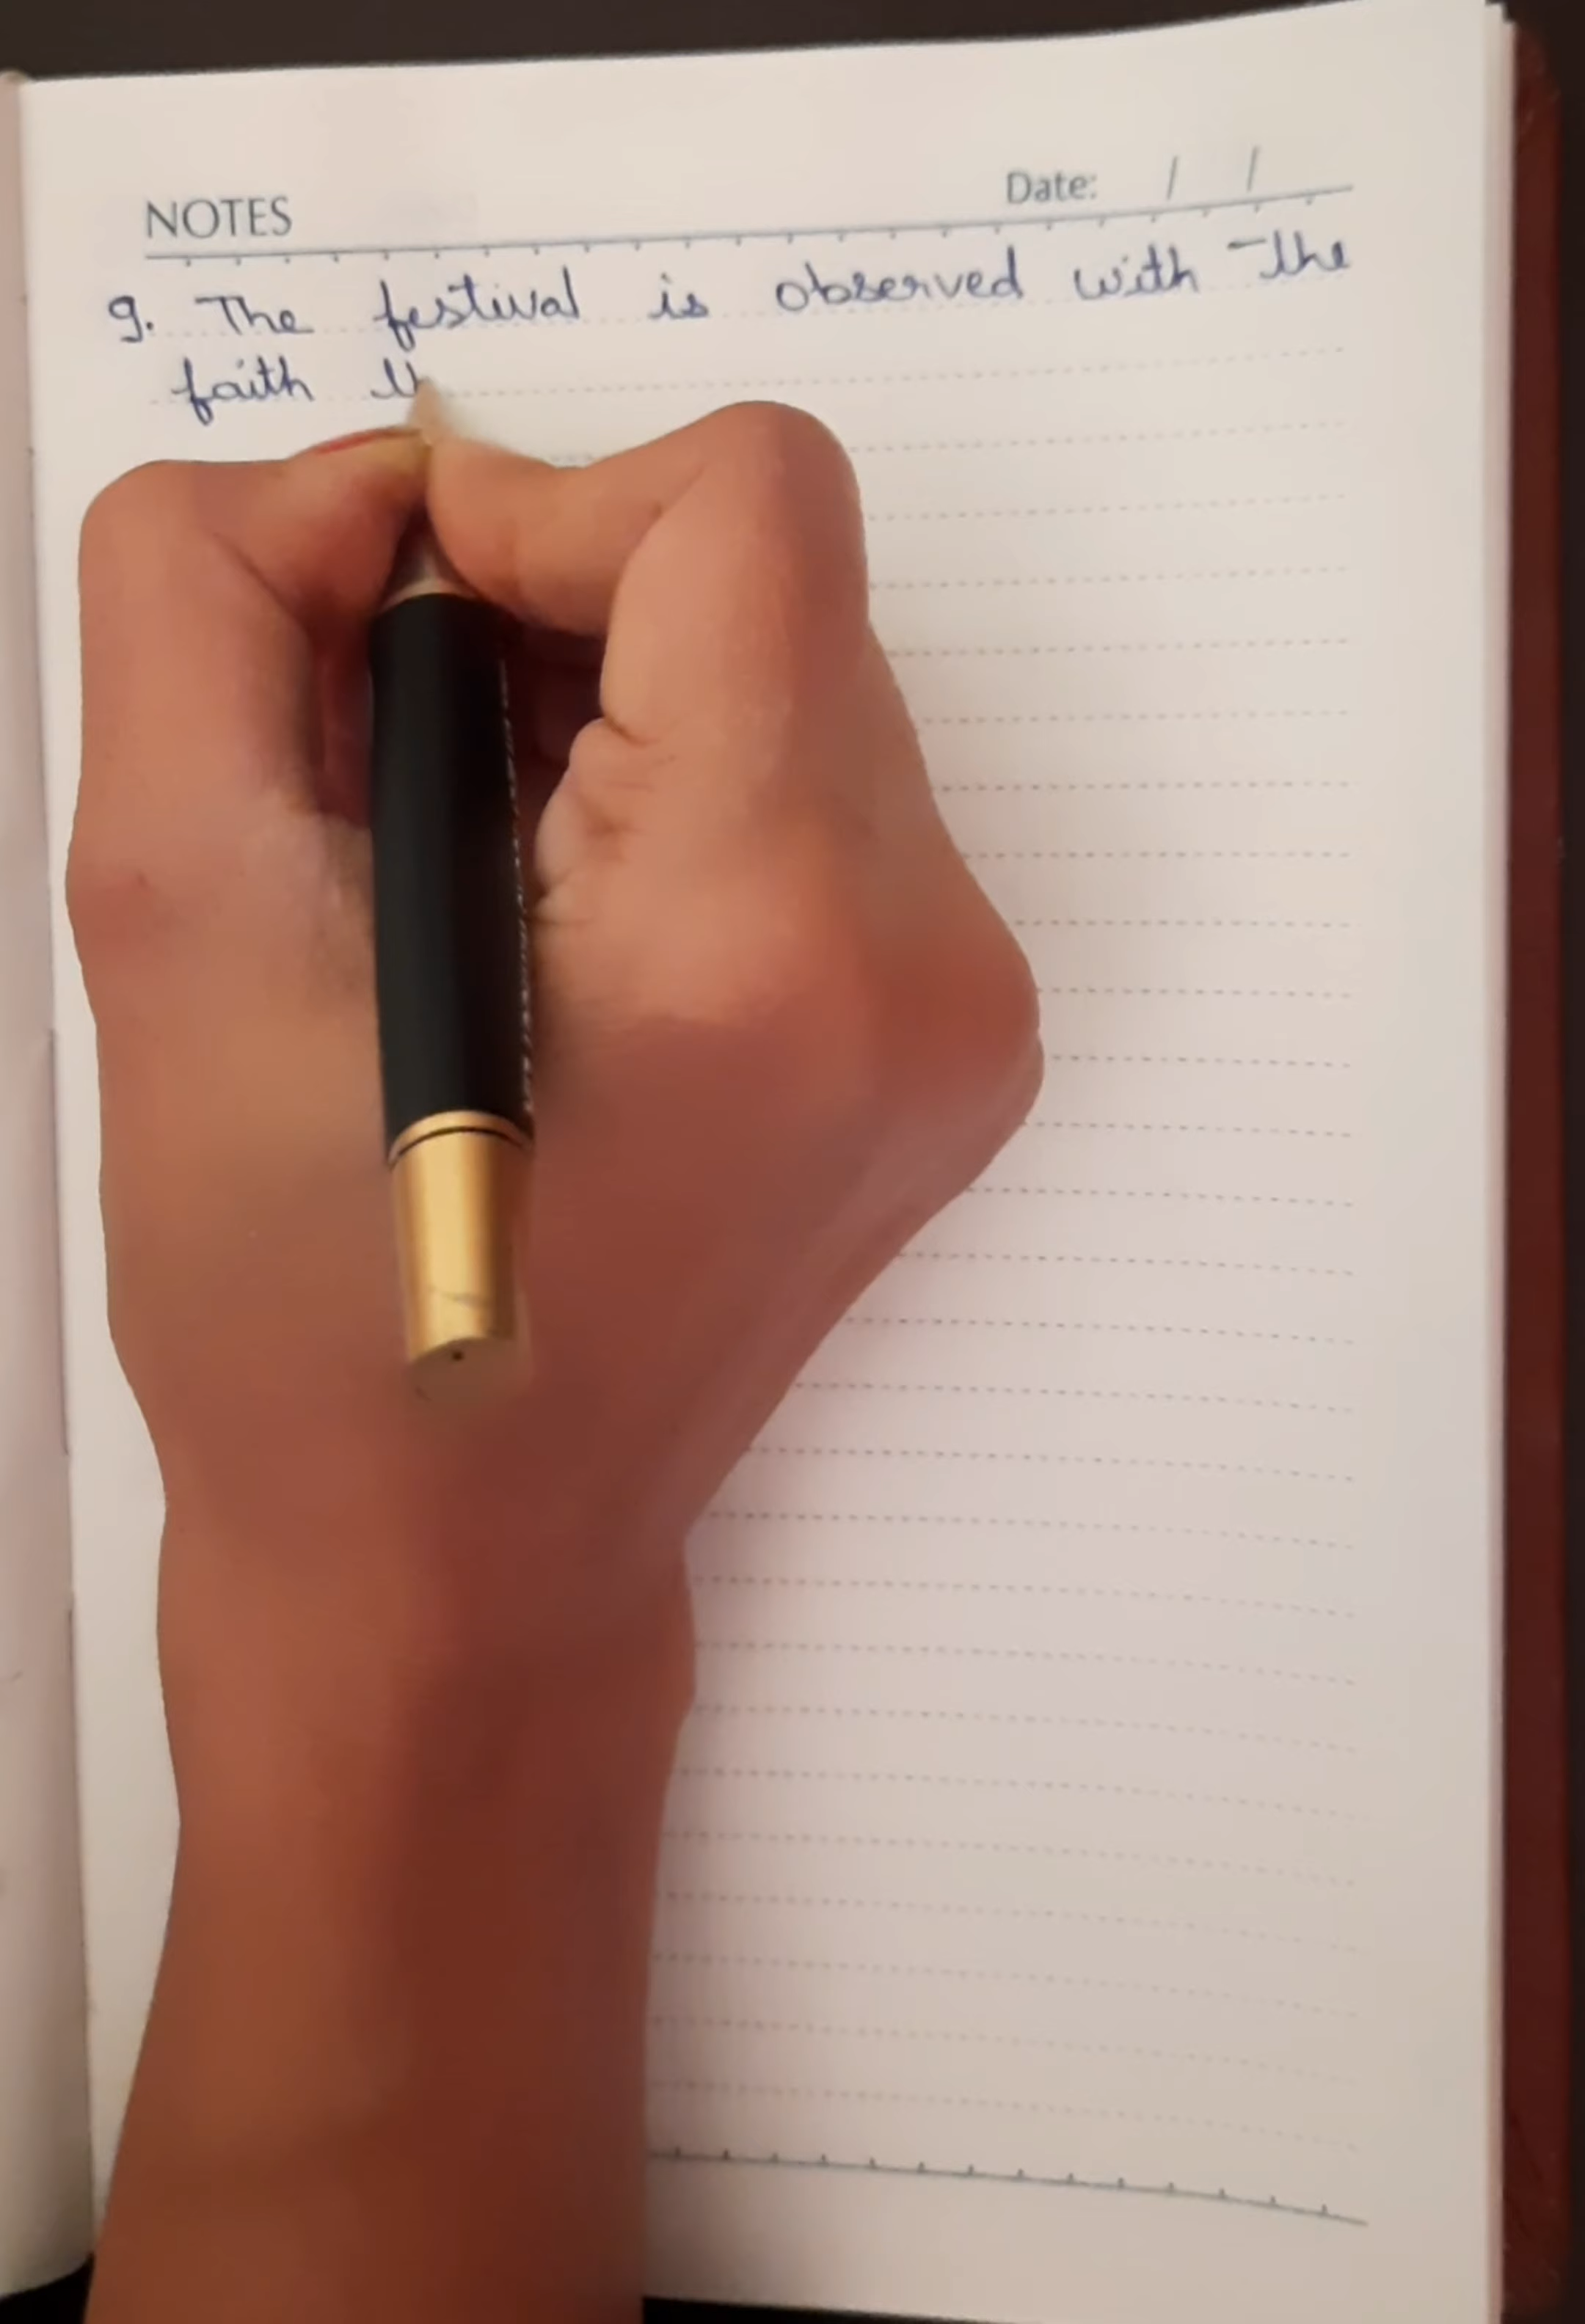 NOTES
Date: / /
9. The festival is observed with the
faith